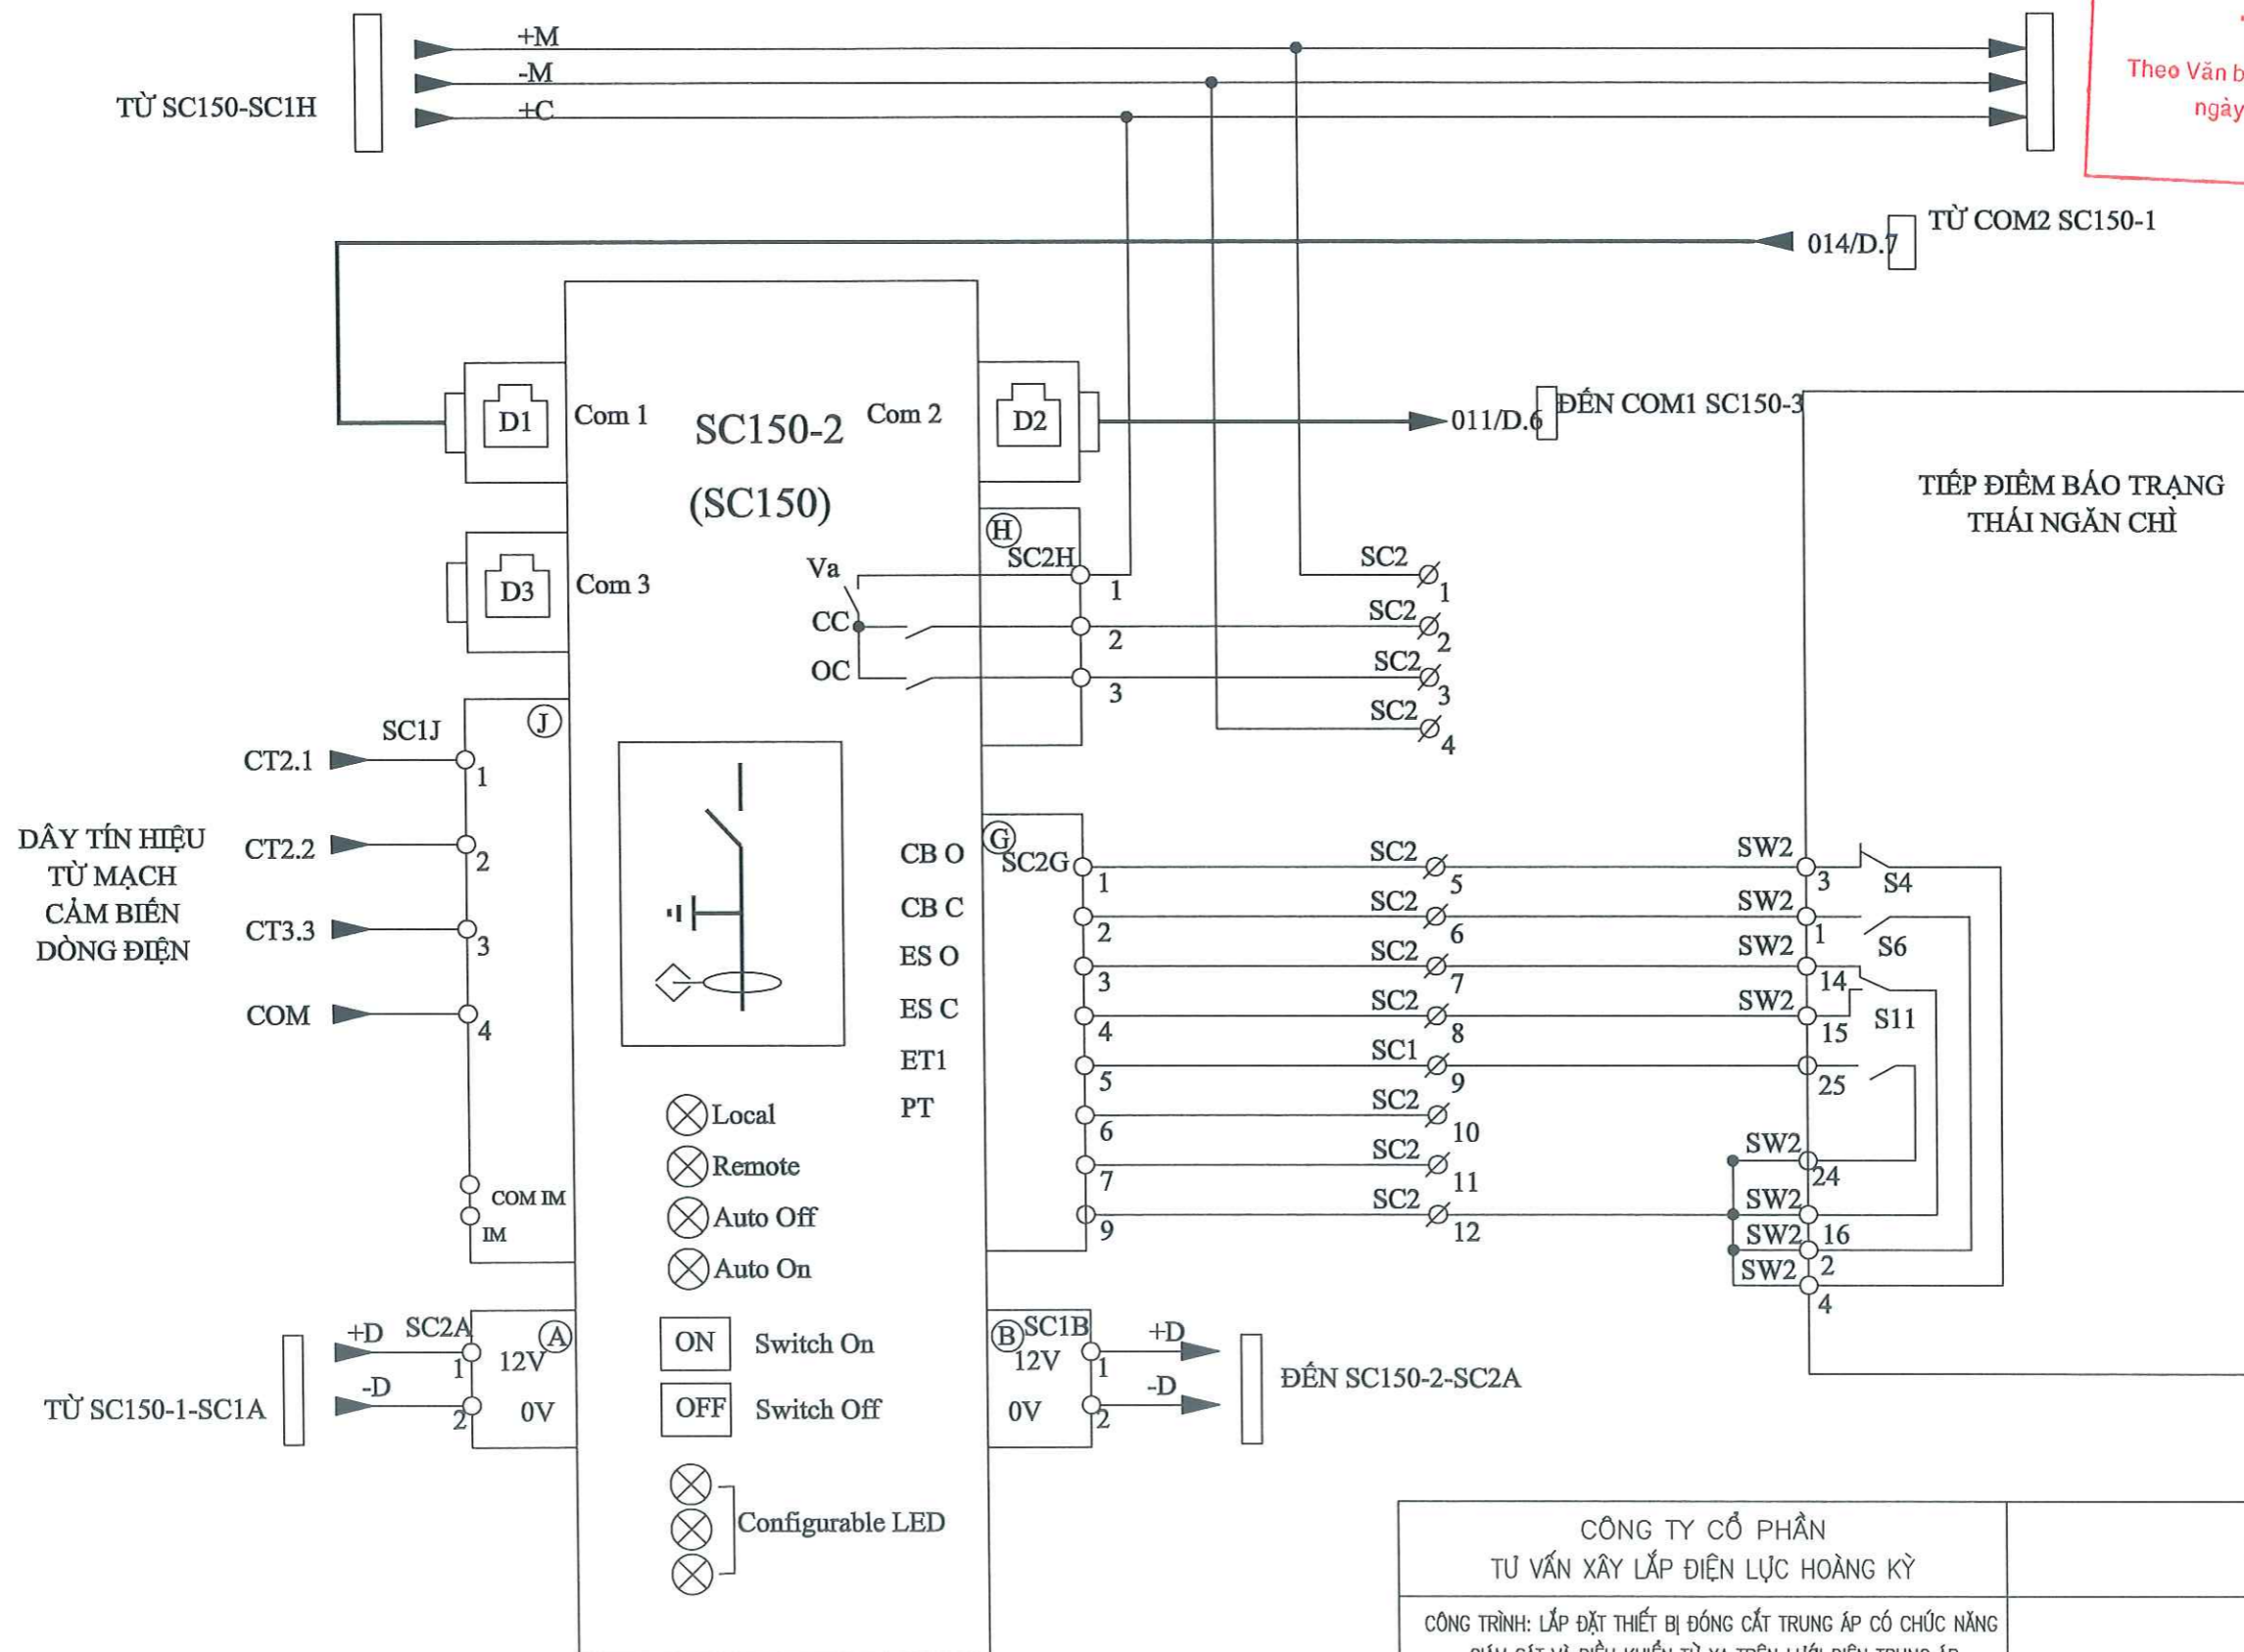 +M
-M
+C
TỪ SC150-SC1H
Theo Văn b
ngày
TỪ COM2 SC150-1
014/D.7
D1
Com 1
SC150-2
(SC150)
Com 2
D2
011/D.6
ĐẾN COM1 SC150-3
TIẾP ĐIỂM BÁO TRẠNG
THÁI NGĂN CHÌ
D3
Com 3
H
SC2H
Va
CC
OC
1
2
3
SC2
1
SC2
2
SC2
3
SC2
4
SC1J
J
CT2.1
1
CT2.2
2
CT3.3
3
COM
4
DÂY TÍN HIỆU
TỪ MẠCH
CẢM BIẾN
DÒNG ĐIỆN
COM IM
IM
G
SC2G
CB O
1
SC2
5
SW2
3
S4
CB C
2
SC2
6
SW2
1
S6
ES O
3
SC2
7
SW2
14
ES C
4
SC2
8
SW2
15
S11
ET1
5
SC1
9
25
PT
6
SC2
10
7
SC2
11
9
SC2
12
SW2
24
SW2
16
SW2
2
SW2
4
Local
Remote
Auto Off
Auto On
ON
Switch On
OFF
Switch Off
Configurable LED
TỪ SC150-1-SC1A
+D
-D
SC2A
A
1
12V
2
0V
B
SC1B
12V
1
0V
2
+D
-D
ĐẾN SC150-2-SC2A
CÔNG TY CỔ PHẦN
TƯ VẤN XÂY LẮP ĐIỆN LỰC HOÀNG KỲ
CÔNG TRÌNH: LẮP ĐẶT THIẾT BỊ ĐÓNG CẮT TRUNG ÁP CÓ CHỨC NĂNG